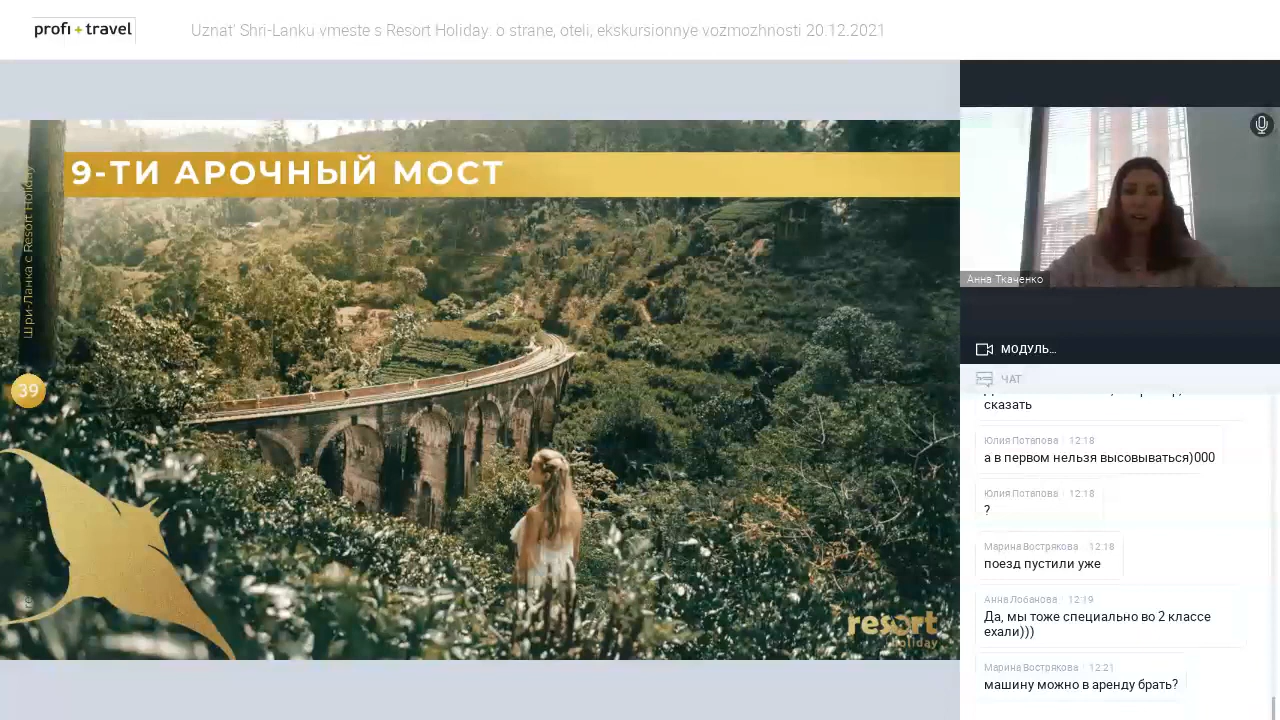 profi + travel
Uznat' Shri-Lanku vmeste s Resort Holiday: o strane, oteli, ekskursionnye vozmozhnosti 20.12.2021
9-ТИ АРОЧНЫЙ МОСТ
Шри-Ланка с Resort Holiday
39
resort
holiday
Анна Ткаченко
МОДУЛЬ...
ЧАТ
сказать
Юлия Потапова 12:18
а в первом нельзя высовываться)000
Юлия Потапова 12:18
?
Марина Вострякова 12:18
поезд пустили уже
Анна Лобанова 12:19
Да, мы тоже специально во 2 классе
ехали)))
Марина Вострякова 12:21
машину можно в аренду брать?